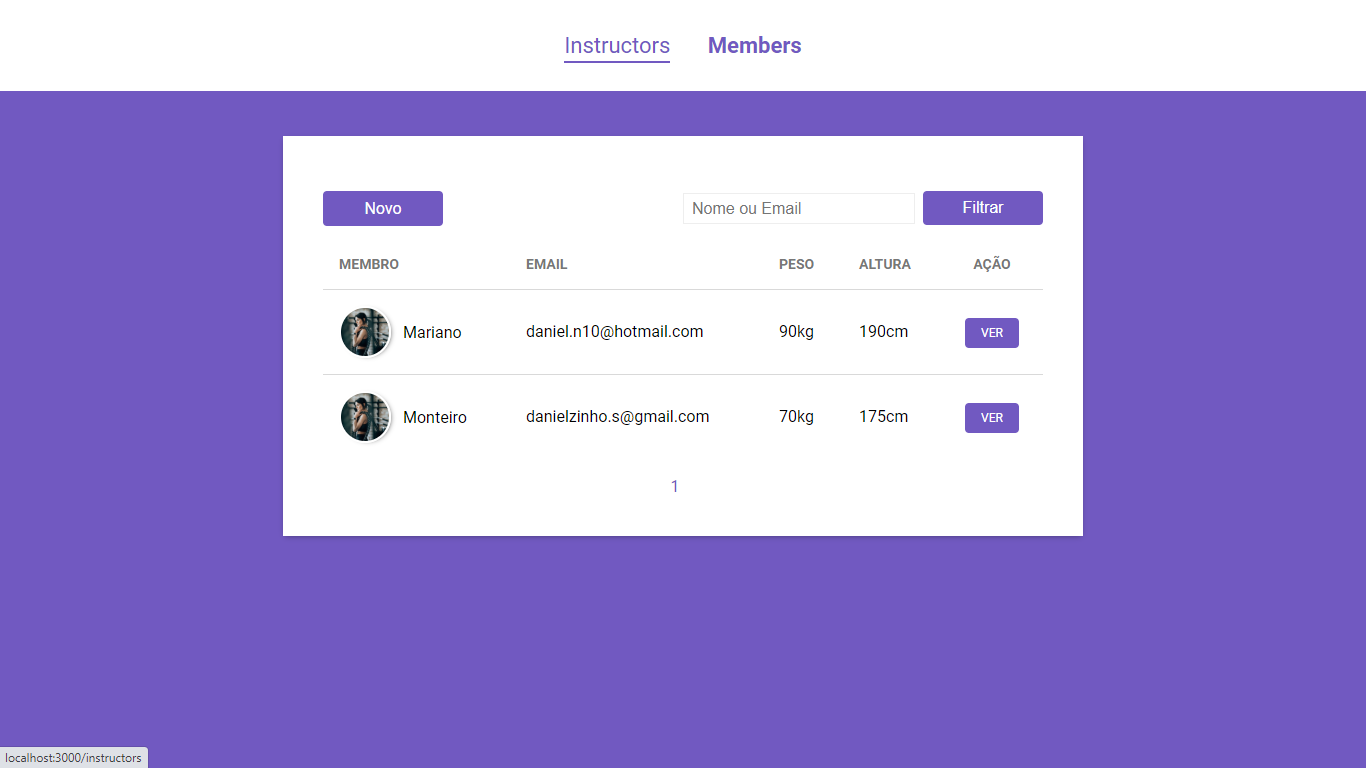 Instructors Members
Novo Nome ou Email Filtrar
MEMBRO EMAIL PESO ALTURA AÇÃO
Mariano daniel.n10@hotmail.com 90kg 190cm VER
Monteiro danielzinho.s@gmail.com 70kg 175cm VER
1
localhost:3000/instructors